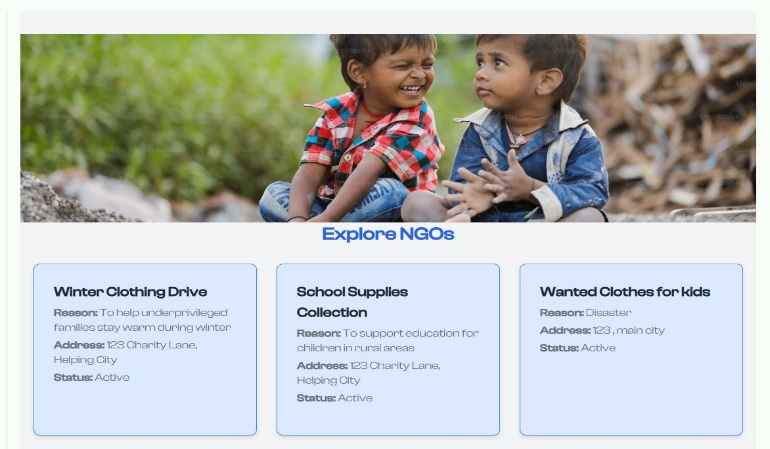 Explore NGOs
Winter Clothing Drive
Reason: To help underprivileged
families stay warm during winter
Address: 123 Charity Lane,
Helping City
Status: Active
School Supplies
Collection
Reason: To support education for
children in rural areas
Address: 123 Charity Lane,
Helping City
Status: Active
Wanted Clothes for kids
Reason: Disaster
Address: 123 , main city
Status: Active